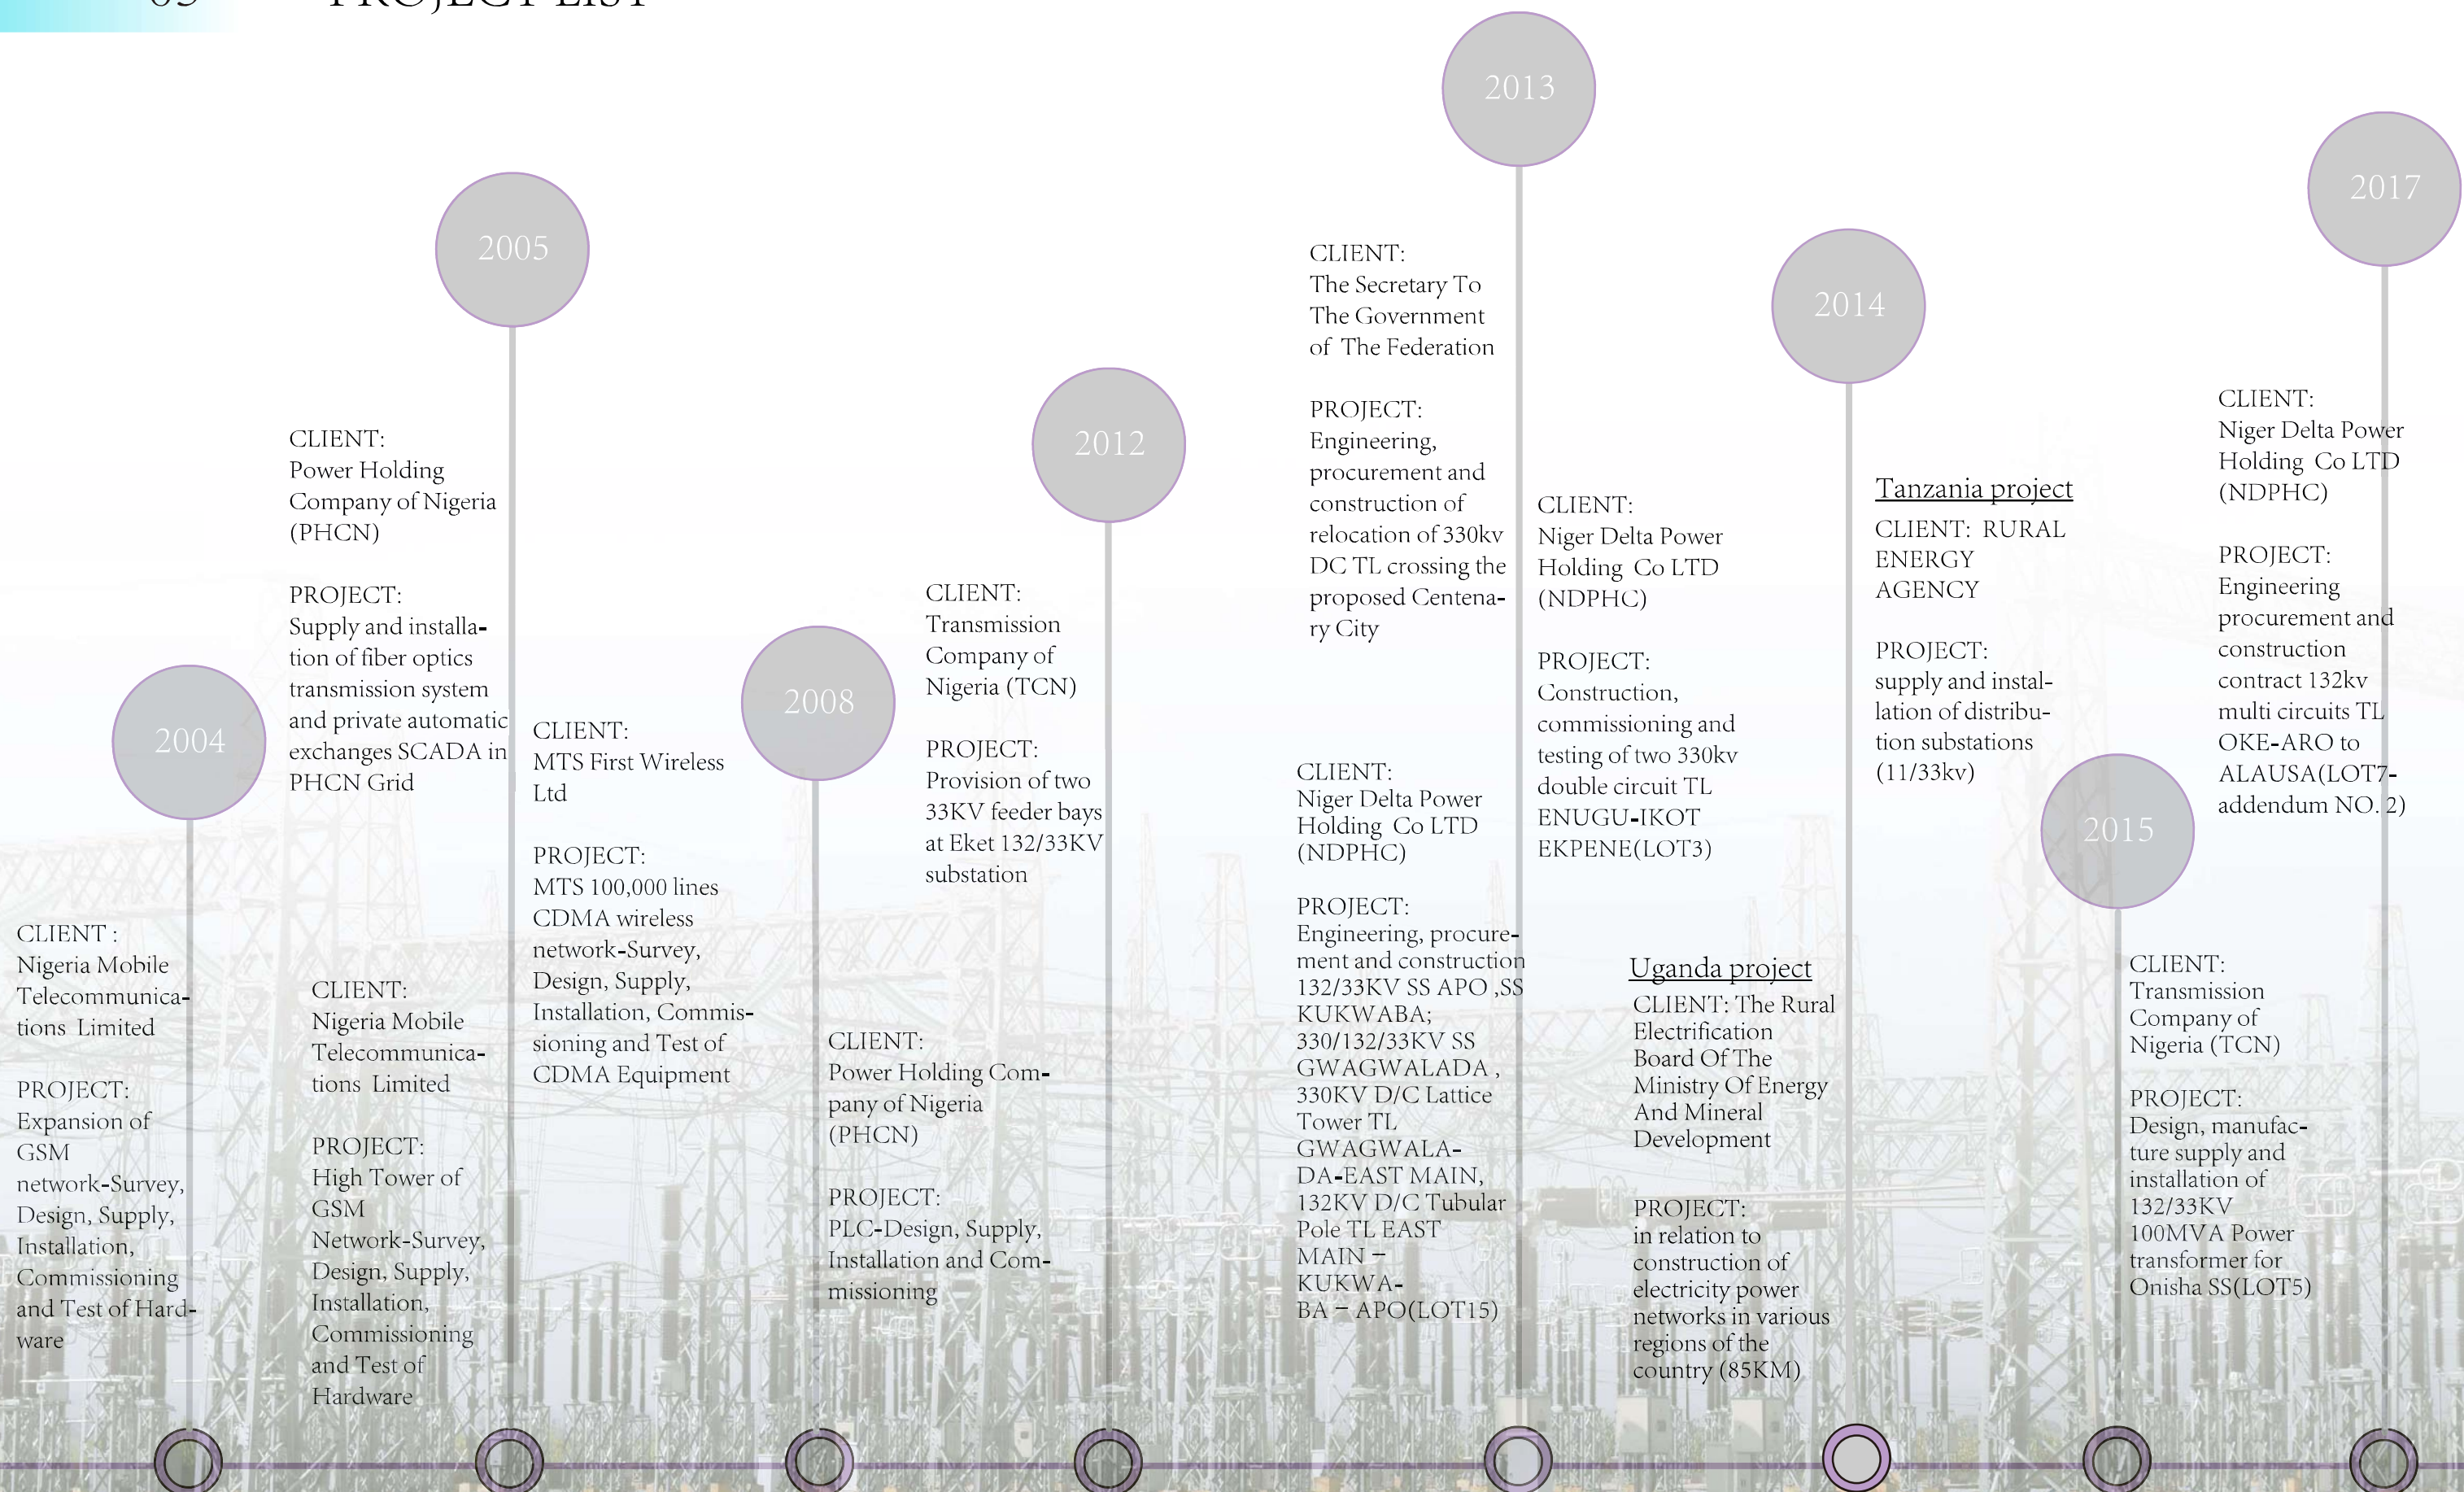 05 PROJECT LIST
2004
CLIENT :
Nigeria Mobile
Telecommunica-
tions Limited
PROJECT:
Expansion of
GSM
network-Survey,
Design, Supply,
Installation,
Commissioning
and Test of Hard-
ware
2005
CLIENT:
Power Holding
Company of Nigeria
(PHCN)
PROJECT:
Supply and installa-
tion of fiber optics
transmission system
and private automatic
exchanges SCADA in
PHCN Grid
CLIENT:
Nigeria Mobile
Telecommunica-
tions Limited
PROJECT:
High Tower of
GSM
Network-Survey,
Design, Supply,
Installation,
Commissioning
and Test of
Hardware
CLIENT:
MTS First Wireless
Ltd
PROJECT:
MTS 100,000 lines
CDMA wireless
network-Survey,
Design, Supply,
Installation, Commis-
sioning and Test of
CDMA Equipment
2008
CLIENT:
Power Holding Com-
pany of Nigeria
(PHCN)
PROJECT:
PLC-Design, Supply,
Installation and Com-
missioning
2012
CLIENT:
Transmission
Company of
Nigeria (TCN)
PROJECT:
Provision of two
33KV feeder bays
at Eket 132/33KV
substation
2013
CLIENT:
The Secretary To
The Government
of The Federation
PROJECT:
Engineering,
procurement and
construction of
relocation of 330kv
DC TL crossing the
proposed Centena-
ry City
CLIENT:
Niger Delta Power
Holding Co LTD
(NDPHC)
PROJECT:
Engineering, procure-
ment and construction
132/33KV SS APO ,SS
KUKWABA;
330/132/33KV SS
GWAGWALADA ,
330KV D/C Lattice
Tower TL
GWAGWALA-
DA-EAST MAIN,
132KV D/C Tubular
Pole TL EAST
MAIN –
KUKWA-
BA – APO(LOT15)
CLIENT:
Niger Delta Power
Holding Co LTD
(NDPHC)
PROJECT:
Construction,
commissioning and
testing of two 330kv
double circuit TL
ENUGU-IKOT
EKPENE(LOT3)
2014
Uganda project
CLIENT: The Rural
Electrification
Board Of The
Ministry Of Energy
And Mineral
Development
PROJECT:
in relation to
construction of
electricity power
networks in various
regions of the
country (85KM)
Tanzania project
CLIENT: RURAL
ENERGY
AGENCY
PROJECT:
supply and instal-
lation of distribu-
tion substations
(11/33kv)
2015
CLIENT:
Transmission
Company of
Nigeria (TCN)
PROJECT:
Design, manufac-
ture supply and
installation of
132/33KV
100MVA Power
transformer for
Onisha SS(LOT5)
2017
CLIENT:
Niger Delta Power
Holding Co LTD
(NDPHC)
PROJECT:
Engineering
procurement and
construction
contract 132kv
multi circuits TL
OKE-ARO to
ALAUSA(LOT7-
addendum NO. 2)